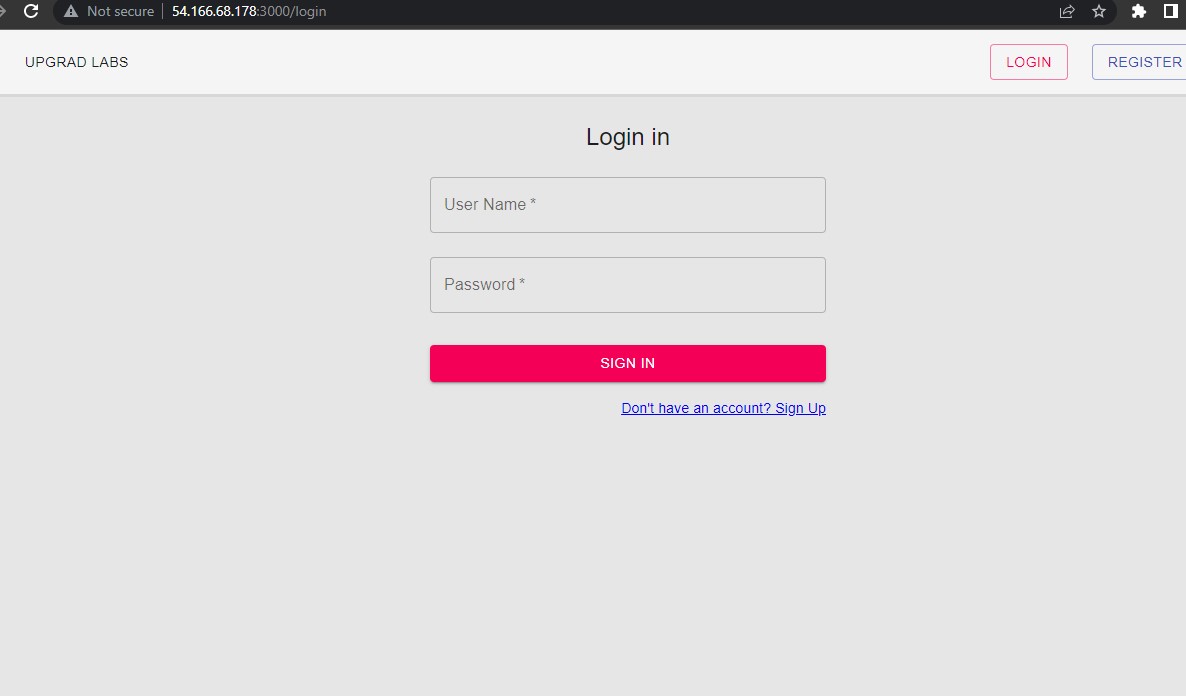 Not secure 54.166.68.178:3000/login
UPGRAD LABS LOGIN REGISTER
Login in
User Name *
Password *
SIGN IN
Don't have an account? Sign Up